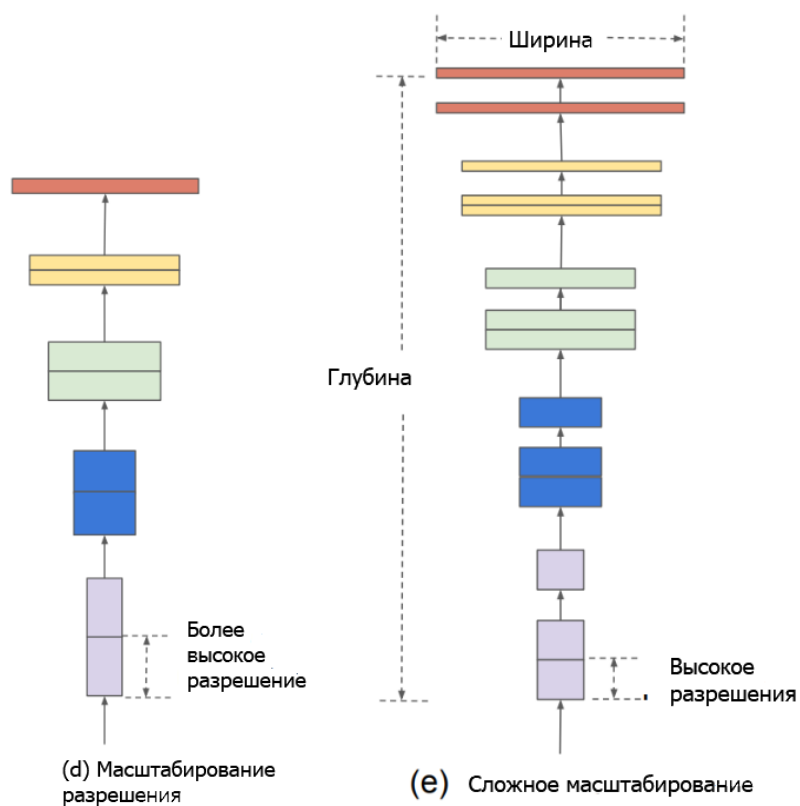 Ширина
Глубина
Более
высокое
разрешение
Высокое
разрешения
(d) Масштабирование
разрешения
(e) Сложное масштабирование